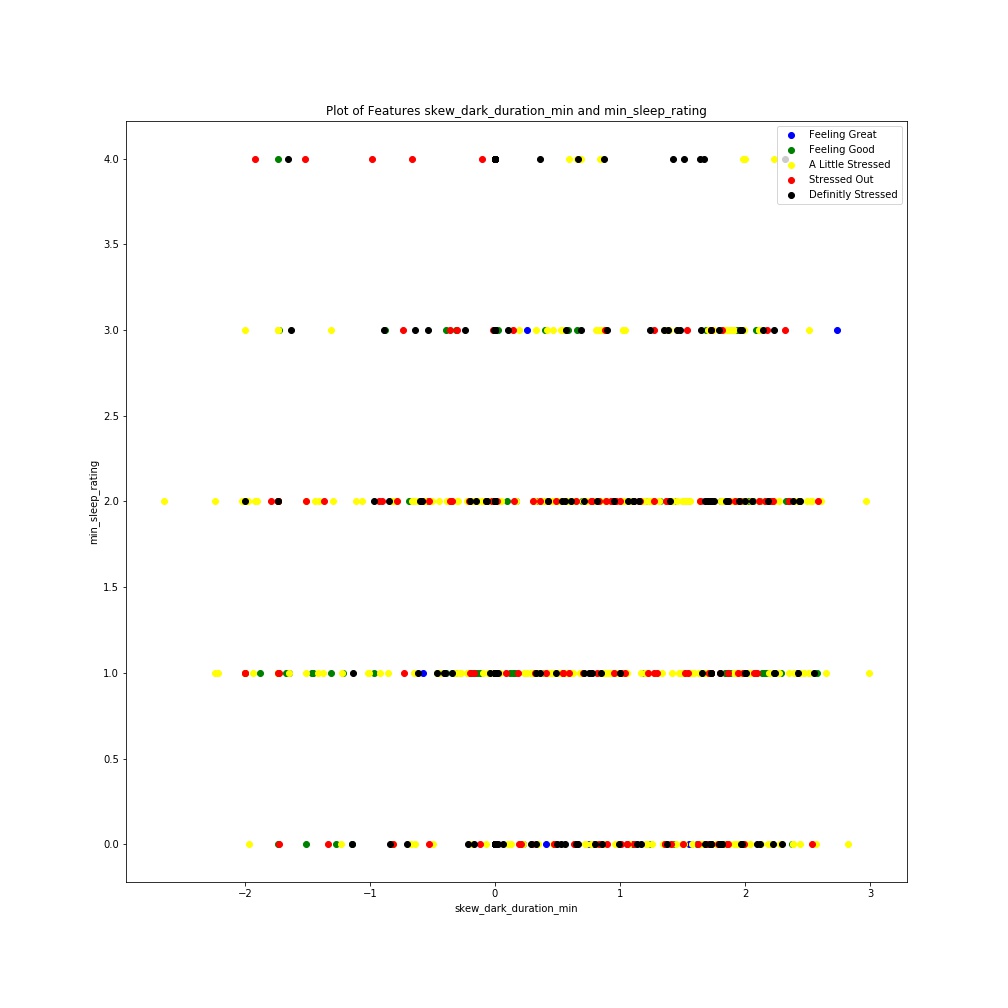 Plot of Features skew_dark_duration_min and min_sleep_rating
Feeling Great
Feeling Good
A Little Stressed
Stressed Out
Definitly Stressed
4.0
3.5
3.0
2.5
2.0
1.5
1.0
0.5
0.0
min_sleep_rating
−2
−1
0
1
2
3
skew_dark_duration_min